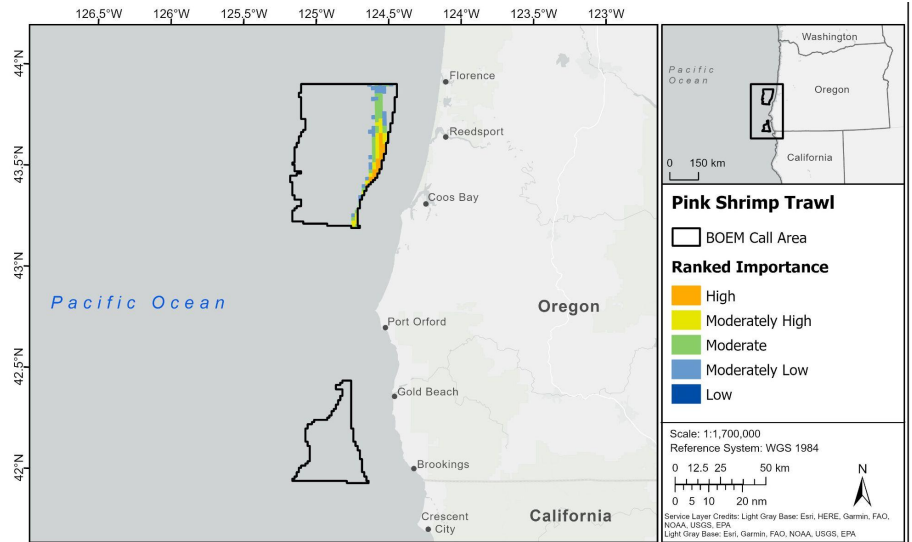 126.5°W 126°W 125.5°W 125°W 124.5°W 124°W 123.5°W 123°W
44°N
43.5°N
43°N
42.5°N
42°N
Florence
Reedsport
Coos Bay
Pacific Ocean
Oregon
Port Orford
Gold Beach
Brookings
Crescent
City
California
Washington
Pacific
Ocean
Oregon
California
0 150 km
Pink Shrimp Trawl
BOEM Call Area
Ranked Importance
High
Moderately High
Moderate
Moderately Low
Low
Scale: 1:1,700,000
Reference System: WGS 1984
0 12.5 25 50 km
0 5 10 20 nm
N
Service Layer Credits: Light Gray Base: Esri, HERE, Garmin, FAO,
NOAA, USGS, EPA
Light Gray Base: Esri, Garmin, FAO, NOAA, USGS, EPA